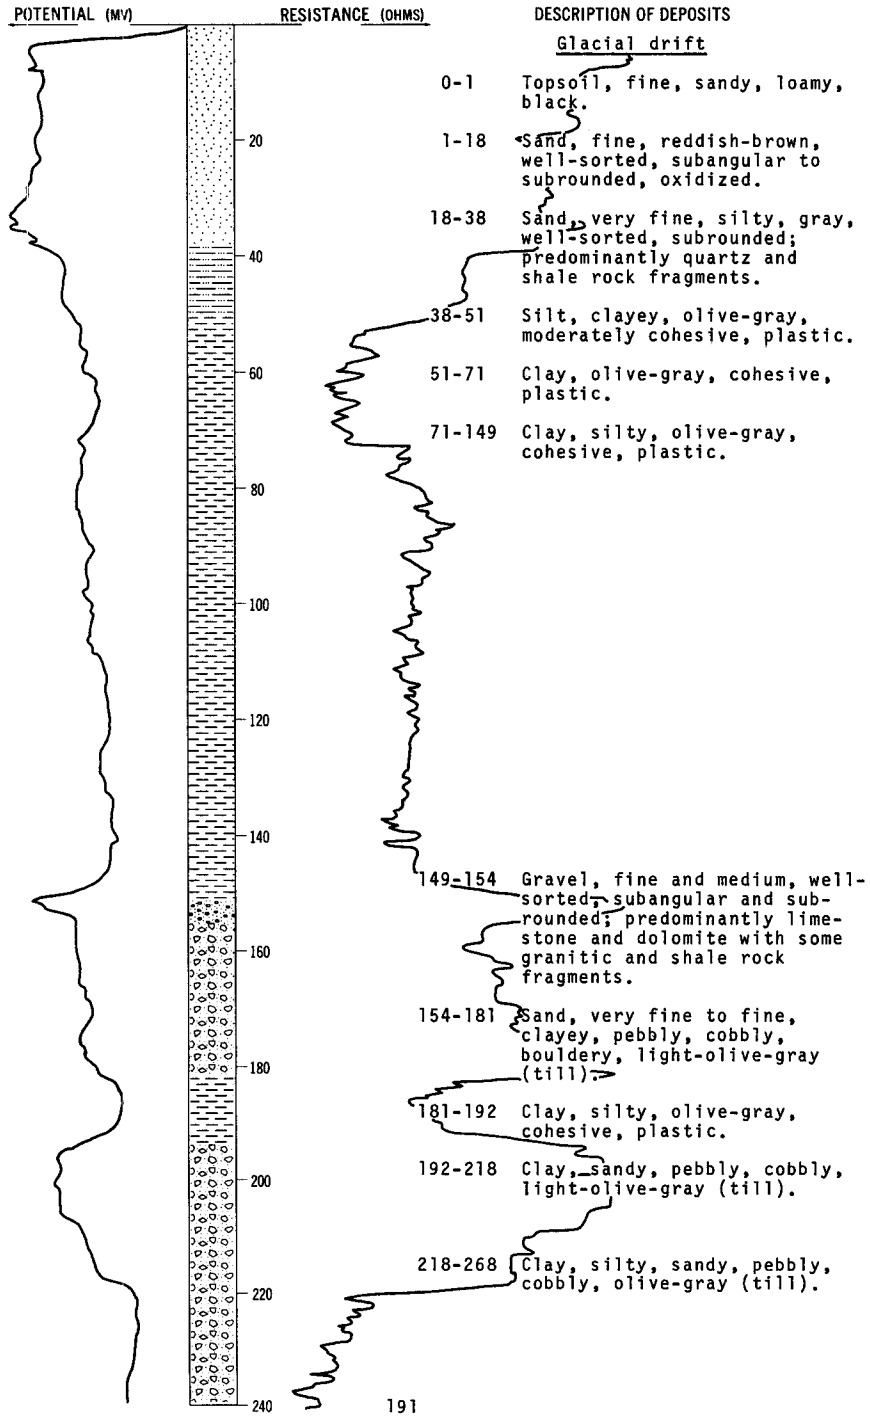 POTENTIAL (MV) RESISTANCE (OHMS) DESCRIPTION OF DEPOSITS
Glacial drift
0-1 Topsoil, fine, sandy, loamy,
black.
20
1-18 Sand, fine, reddish-brown,
well-sorted, subangular to
subrounded, oxidized.
18-38 Sand, very fine, silty, gray,
well-sorted, subrounded;
40
predominantly quartz and
shale rock fragments.
38-51 Silt, clayey, olive-gray,
moderately cohesive, plastic.
60
51-71 Clay, olive-gray, cohesive,
plastic.
71-149 Clay, silty, olive-gray,
cohesive, plastic.
80
100
120
140
149-154 Gravel, fine and medium, well-
sorted, subangular and sub-
rounded; predominantly lime-
stone and dolomite with some
160
granitic and shale rock
fragments.
154-181 Sand, very fine to fine,
clayey, pebbly, cobbly,
bouldery, light-olive-gray
180
(till).
181-192 Clay, silty, olive-gray,
cohesive, plastic.
192-218 Clay, sandy, pebbly, cobbly,
200
light-olive-gray (till).
218-268 Clay, silty, sandy, pebbly,
cobbly, olive-gray (till).
220
240
191